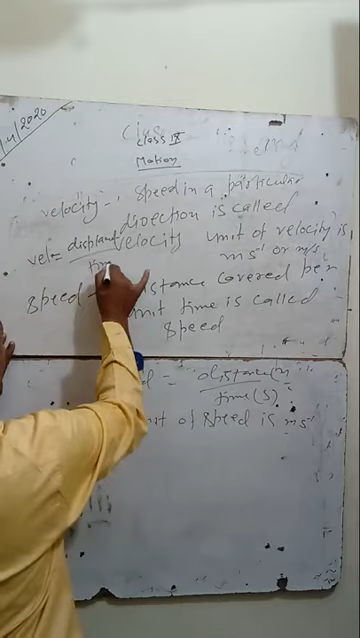 /4/2020
class IX
Motion
velocity - speed in a particular
direction is called
velocity unit of velocity is
vel = displacement
ms⁻¹ or m/s
Speed - distance covered per
unit time is called
speed
distance(m)
time(s)
unit of speed is ms⁻¹